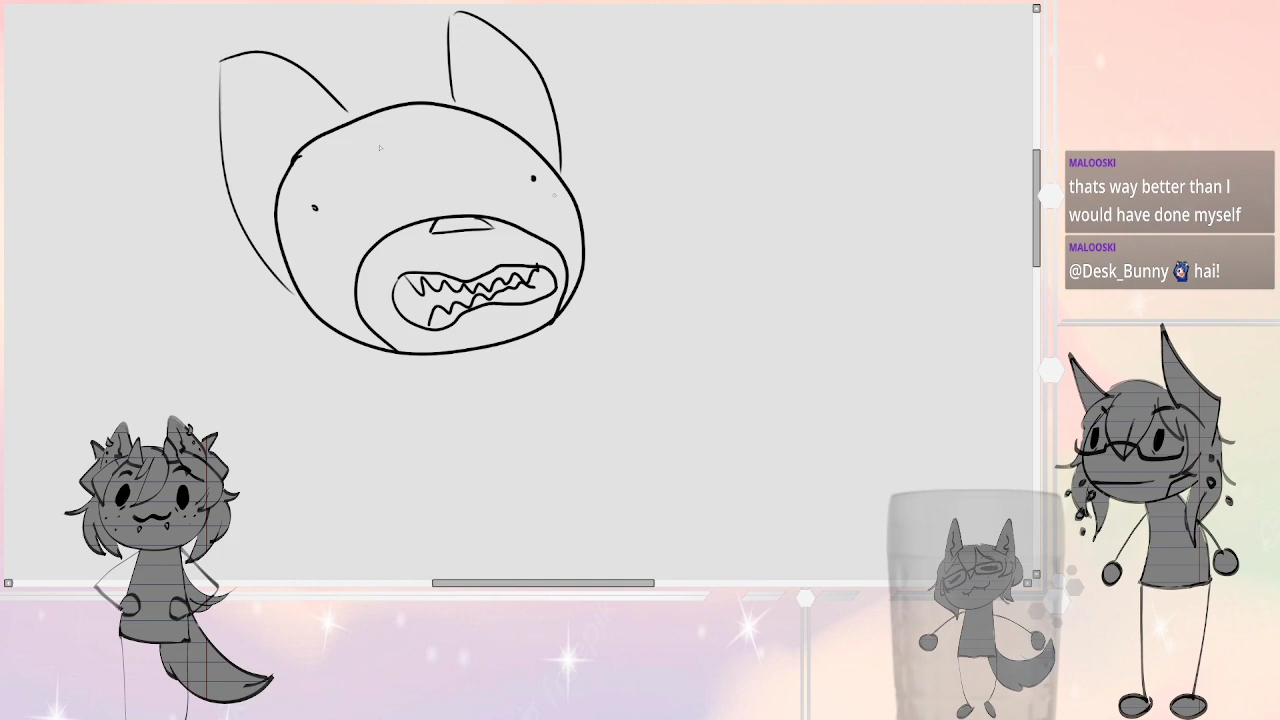 MALOOSKI
thats way better than I
would have done myself
MALOOSKI
@Desk_Bunny hai!